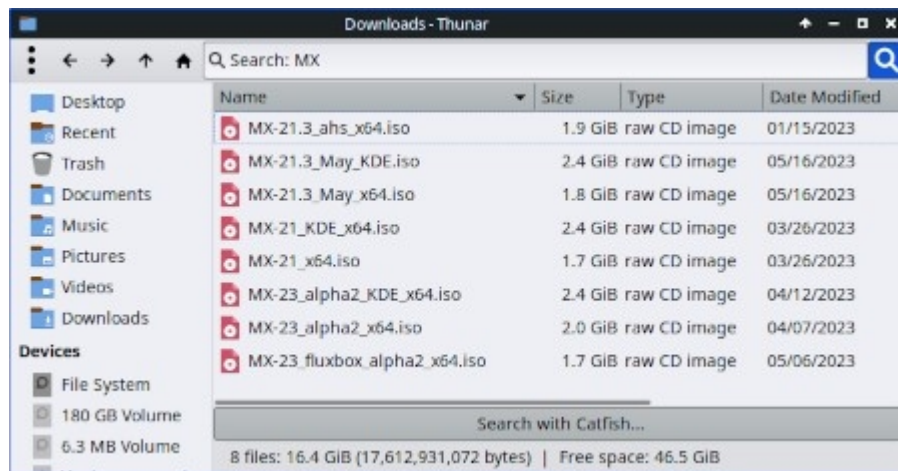 Downloads - Thunar
Search: MX
Desktop
Recent
Trash
Documents
Music
Pictures
Videos
Downloads
Devices
File System
180 GB Volume
6.3 MB Volume
Name Size Type Date Modified
MX-21.3_ahs_x64.iso 1.9 GiB raw CD image 01/15/2023
MX-21.3_May_KDE.iso 2.4 GiB raw CD image 05/16/2023
MX-21.3_May_x64.iso 1.8 GiB raw CD image 05/16/2023
MX-21_KDE_x64.iso 2.4 GiB raw CD image 03/26/2023
MX-21_x64.iso 1.7 GiB raw CD image 03/26/2023
MX-23_alpha2_KDE_x64.iso 2.4 GiB raw CD image 04/12/2023
MX-23_alpha2_x64.iso 2.0 GiB raw CD image 04/07/2023
MX-23_fluxbox_alpha2_x64.iso 1.7 GiB raw CD image 05/06/2023
Search with Catfish...
8 files: 16.4 GiB (17,612,931,072 bytes) | Free space: 46.5 GiB